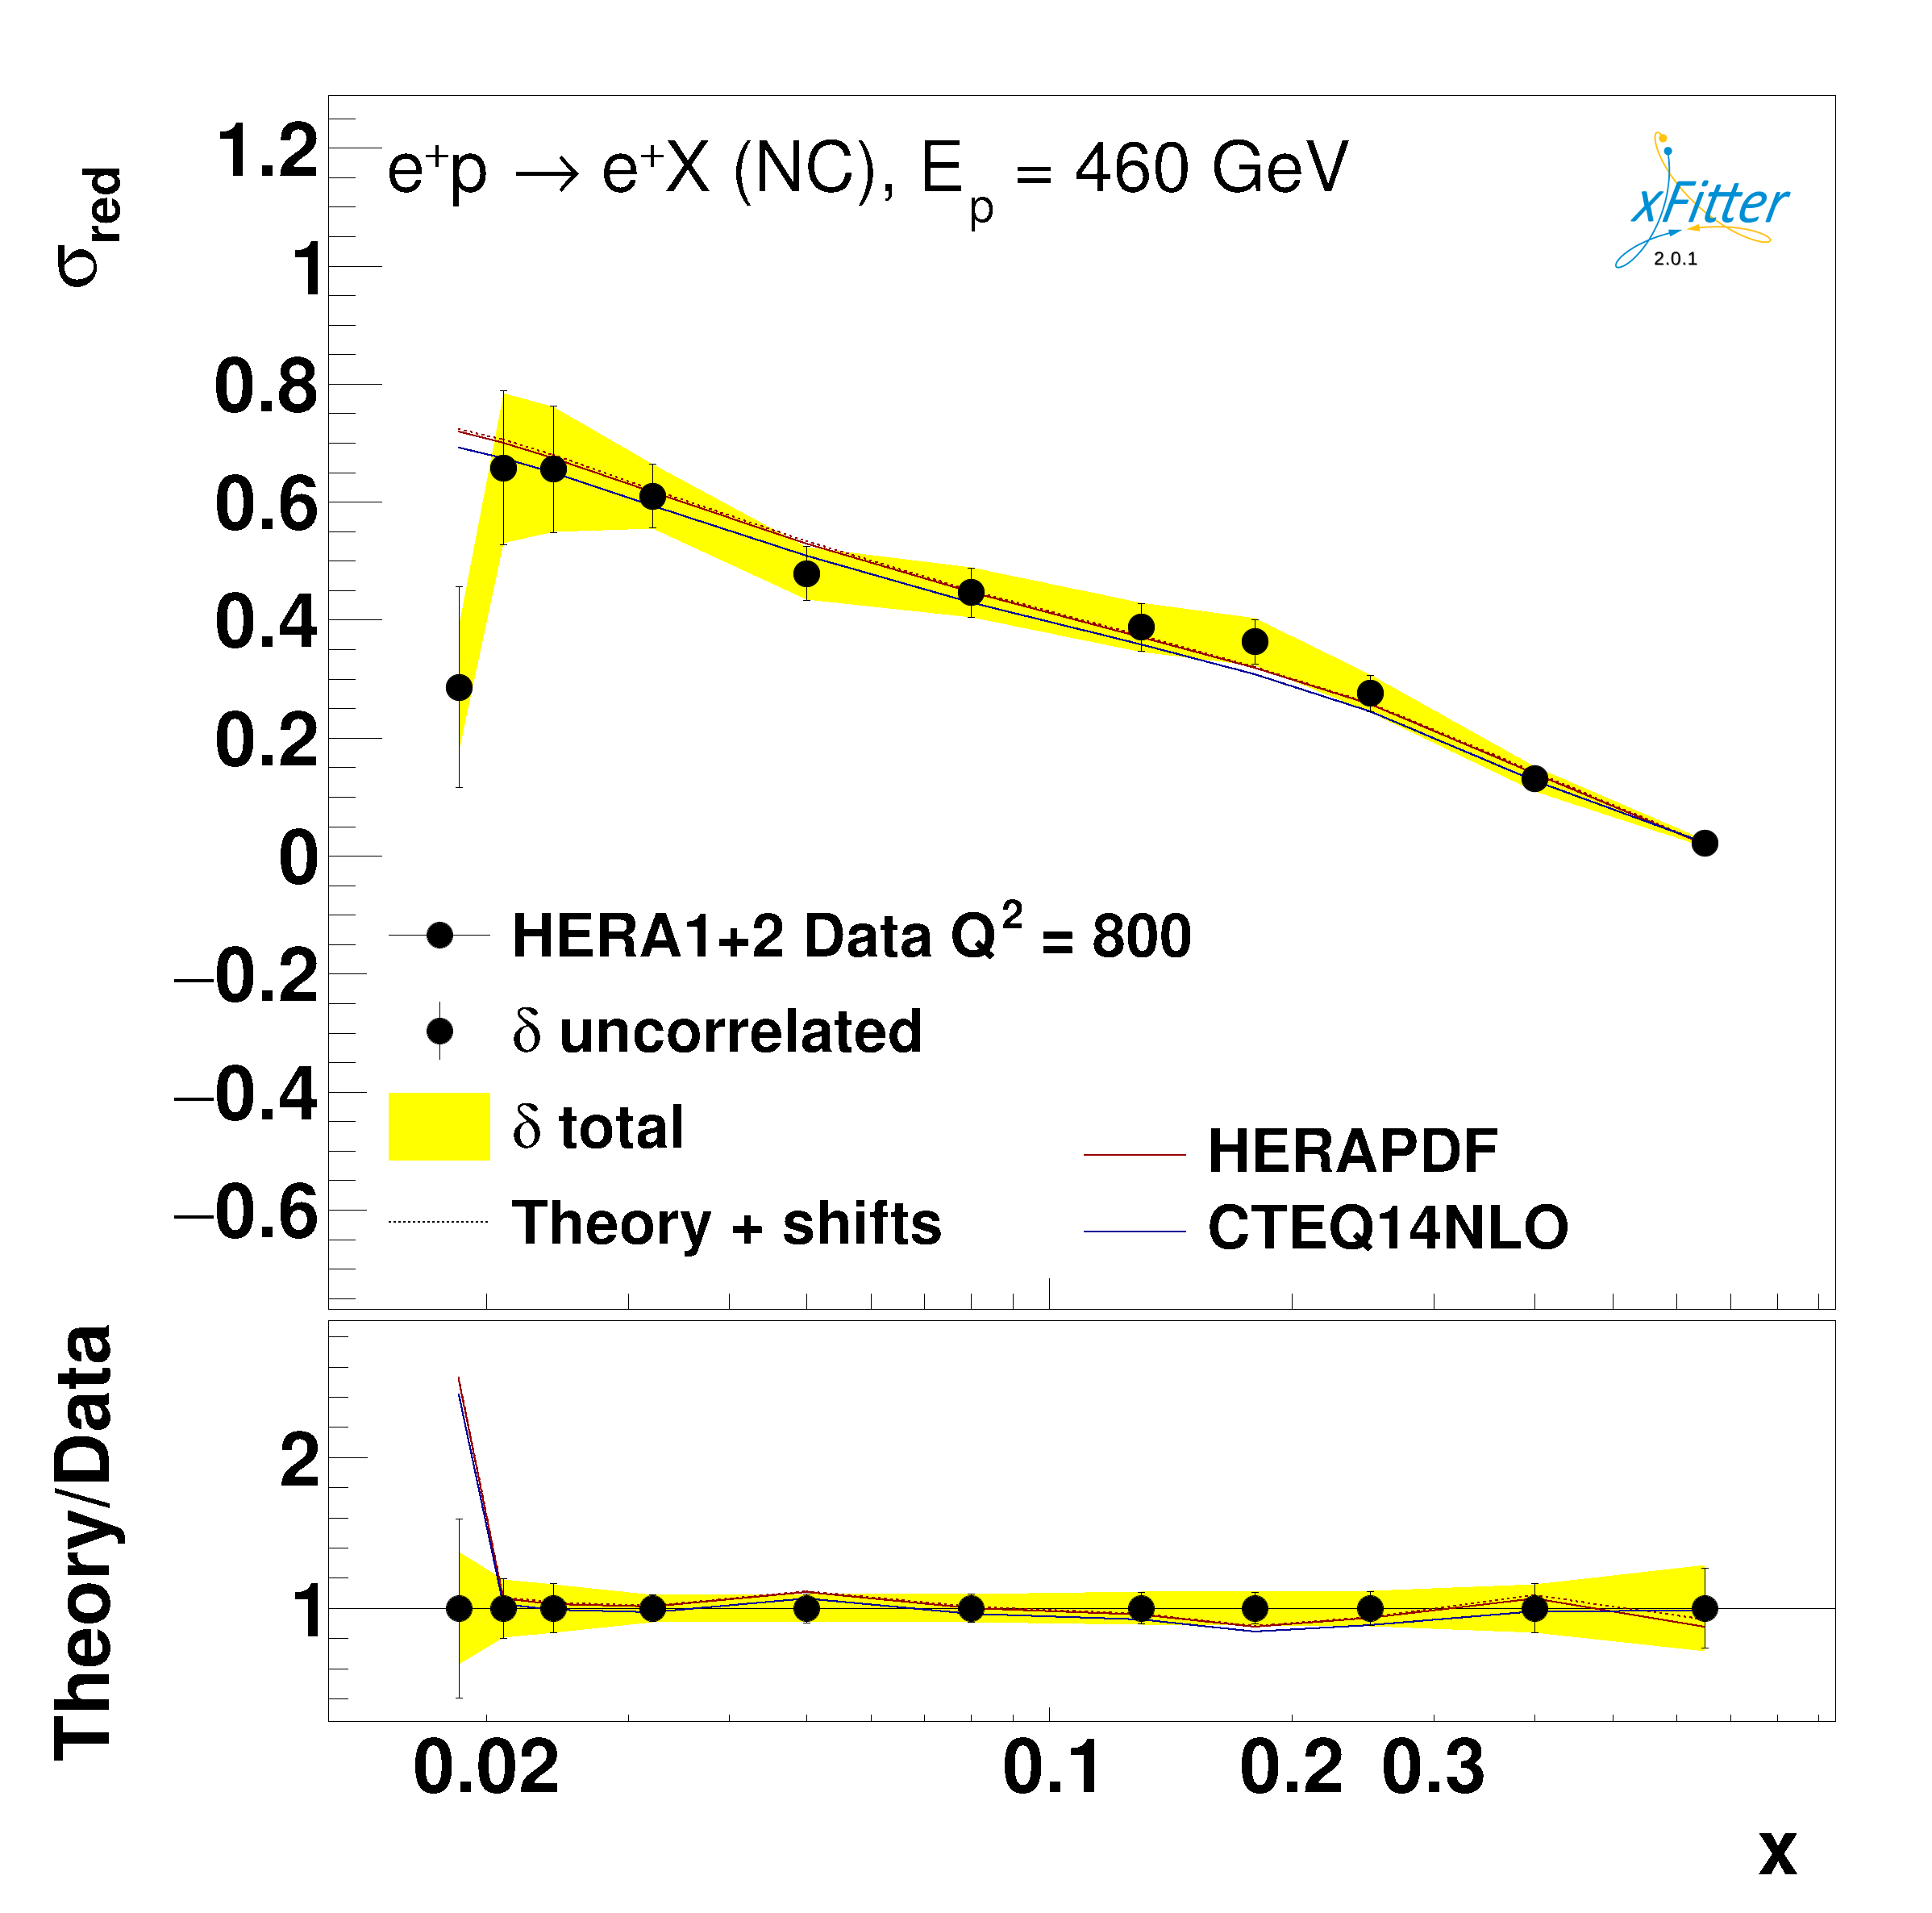 e⁺p → e⁺X (NC), Eₚ = 460 GeV
xFitter
2.0.1
σred
1.2
1
0.8
0.6
0.4
0.2
0
−0.2
−0.4
−0.6
HERA1+2 Data Q² = 800
δ uncorrelated
δ total
Theory + shifts
HERAPDF
CTEQ14NLO
Theory/Data
2
1
0.02 0.1 0.2 0.3
x